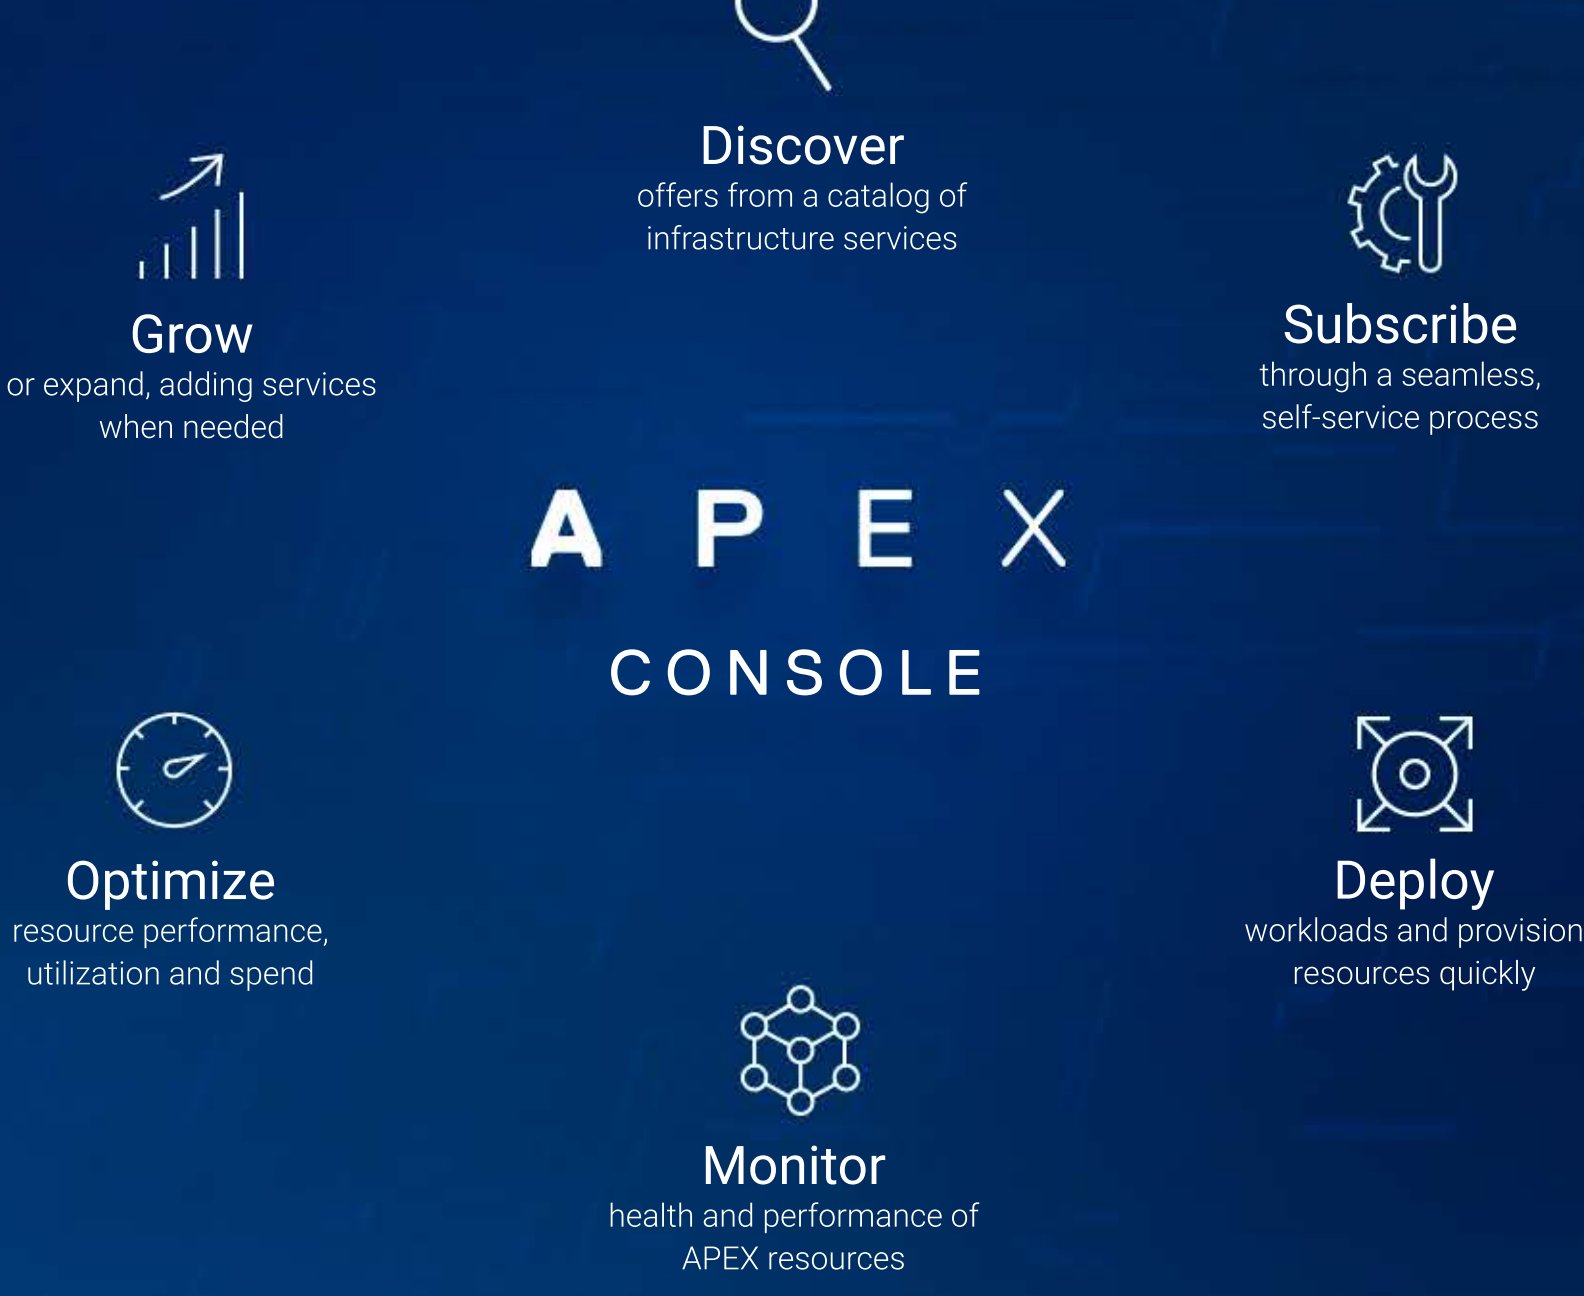 Discover
offers from a catalog of
infrastructure services
Subscribe
through a seamless,
self-service process
Grow
or expand, adding services
when needed
APEX
CONSOLE
Optimize
resource performance,
utilization and spend
Deploy
workloads and provision
resources quickly
Monitor
health and performance of
APEX resources